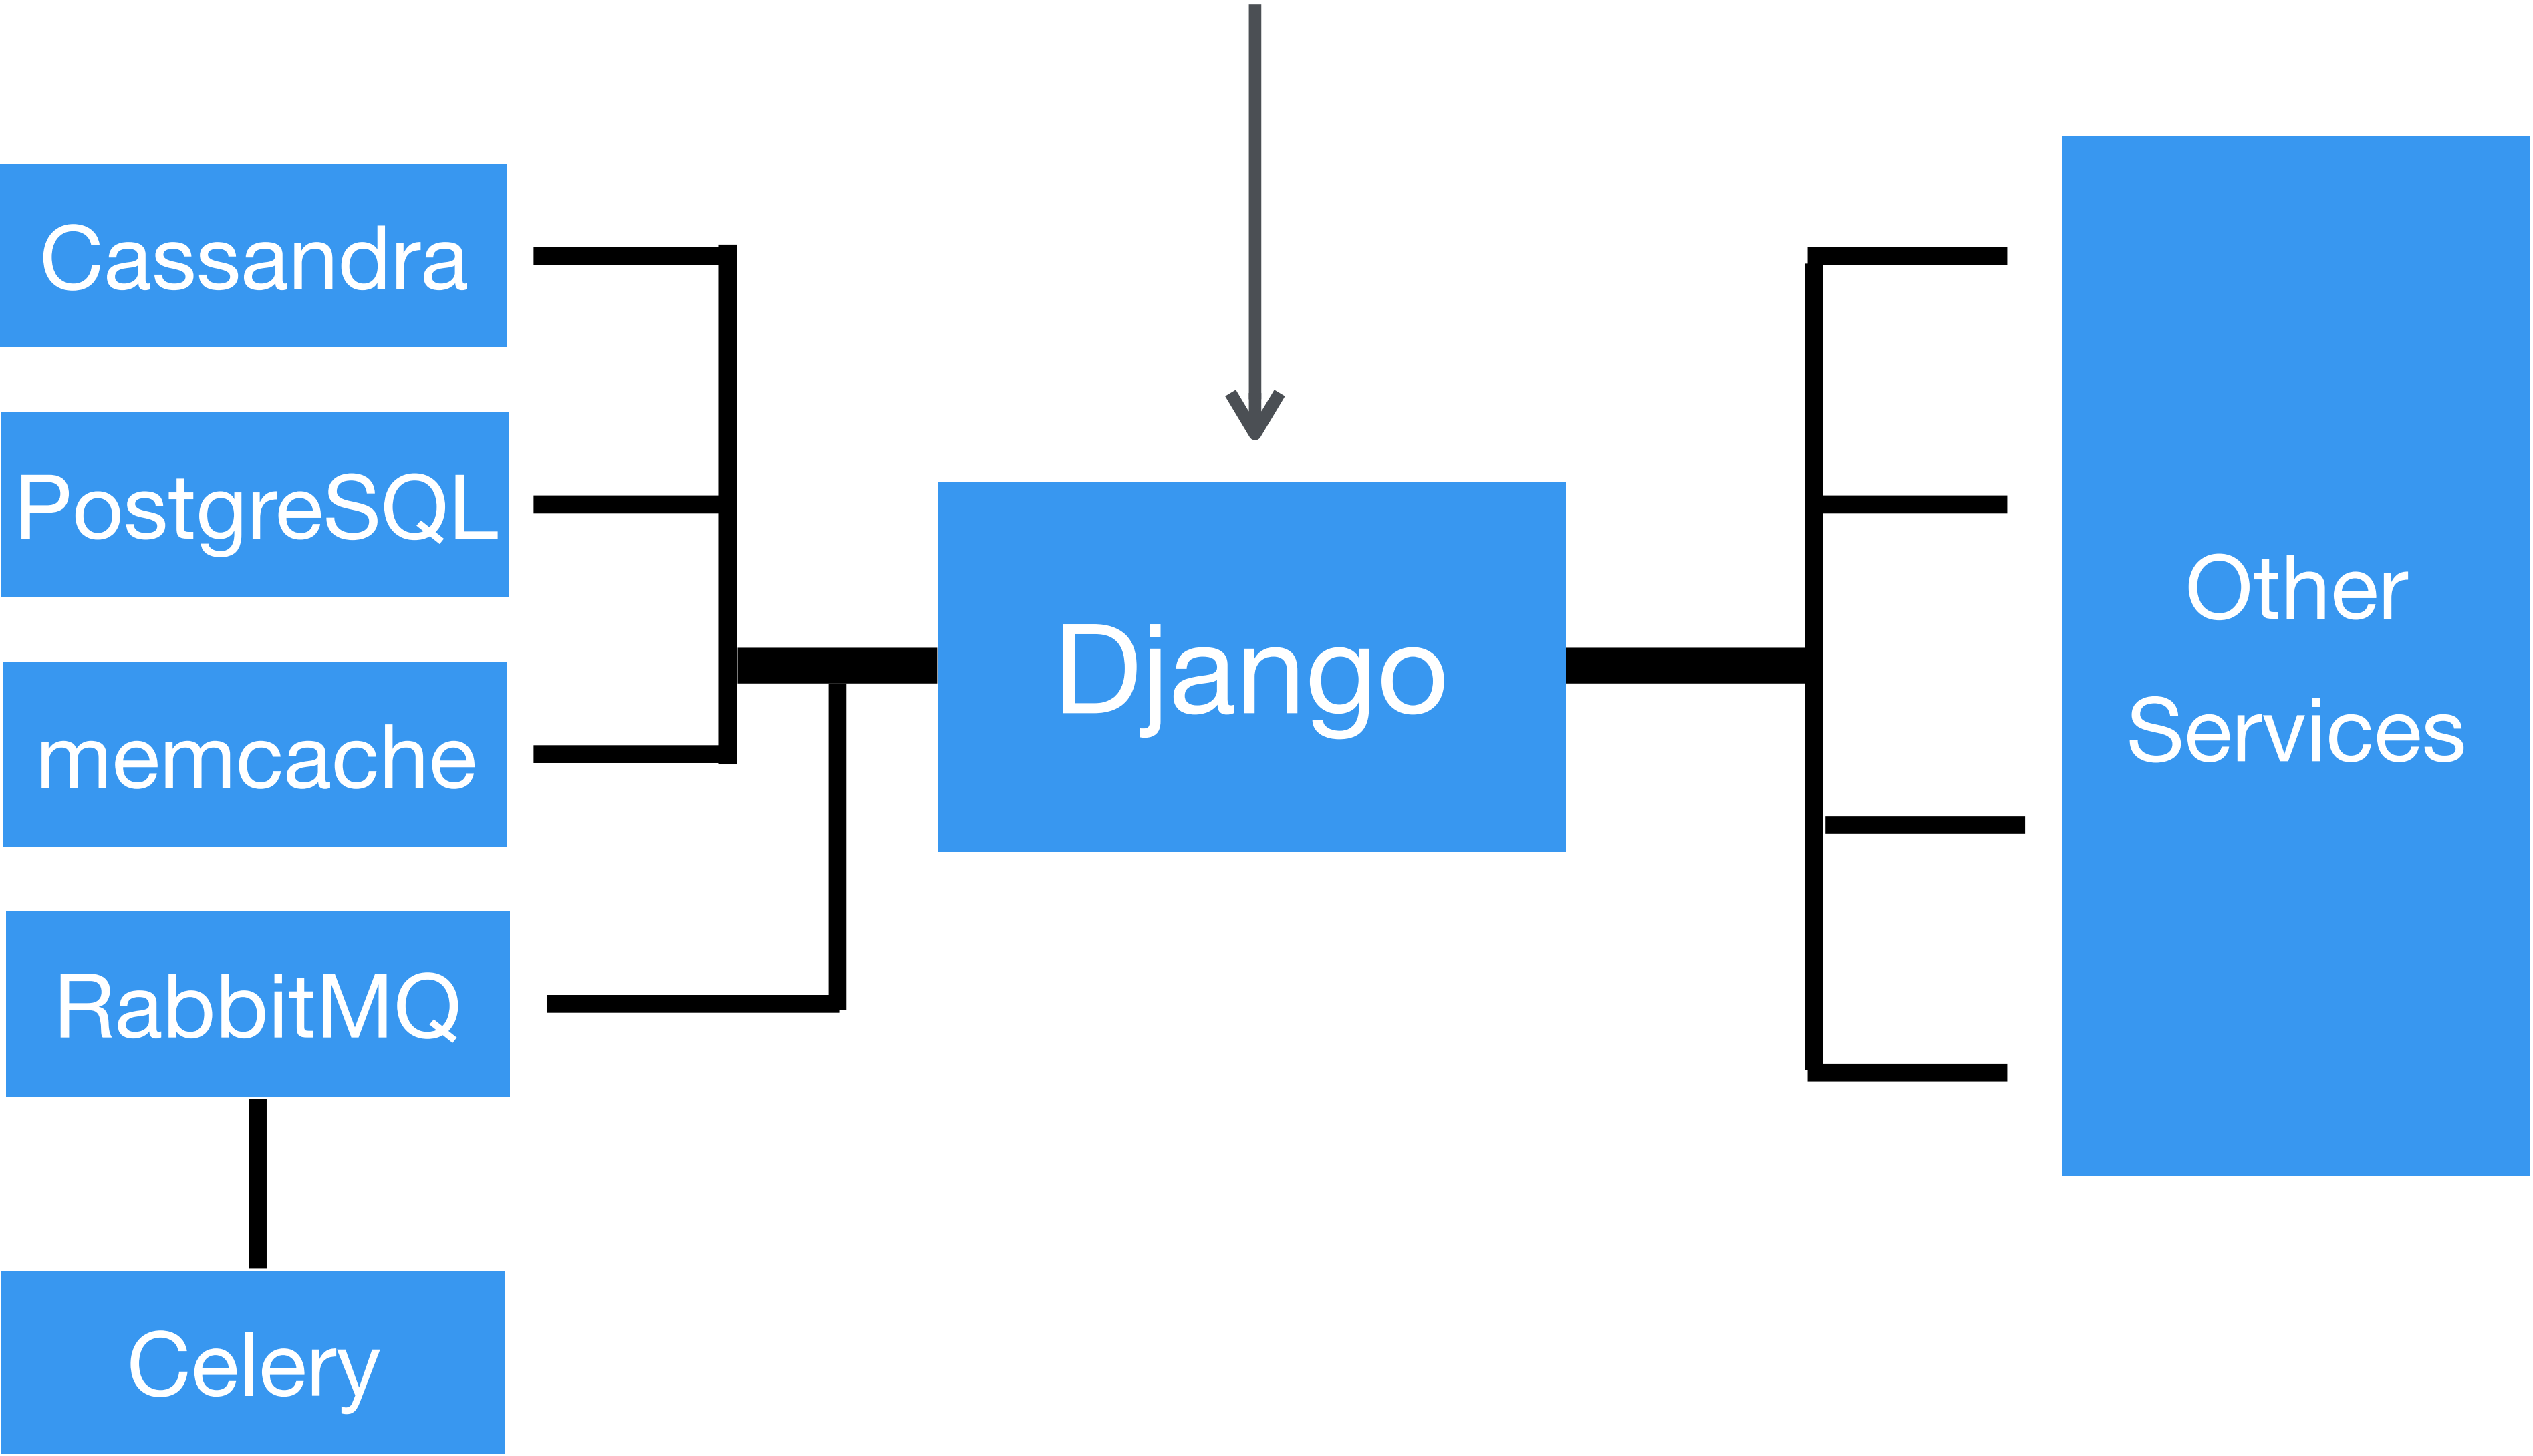 Cassandra
PostgreSQL
memcache
RabbitMQ
Celery
Django
Other
Services